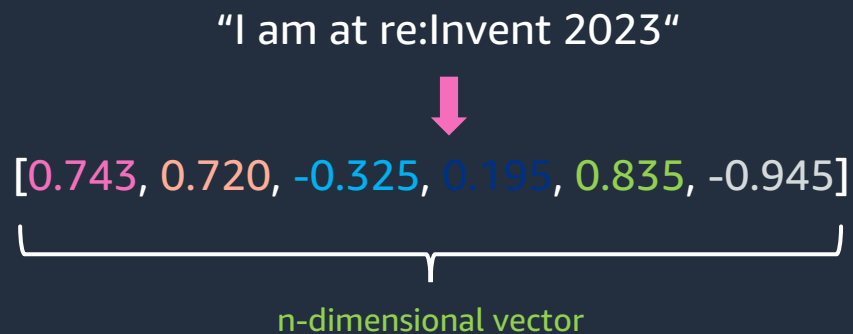 “I am at re:Invent 2023“
[0.743, 0.720, -0.325, 0.195, 0.835, -0.945]
n-dimensional vector